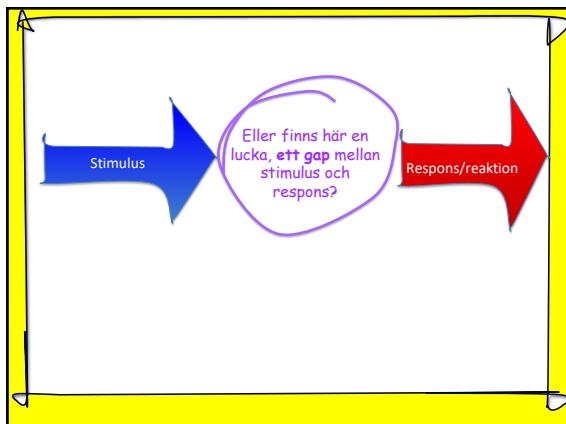 Stimulus
Eller finns här en
lucka, ett gap mellan
stimulus och
respons?
Respons/reaktion